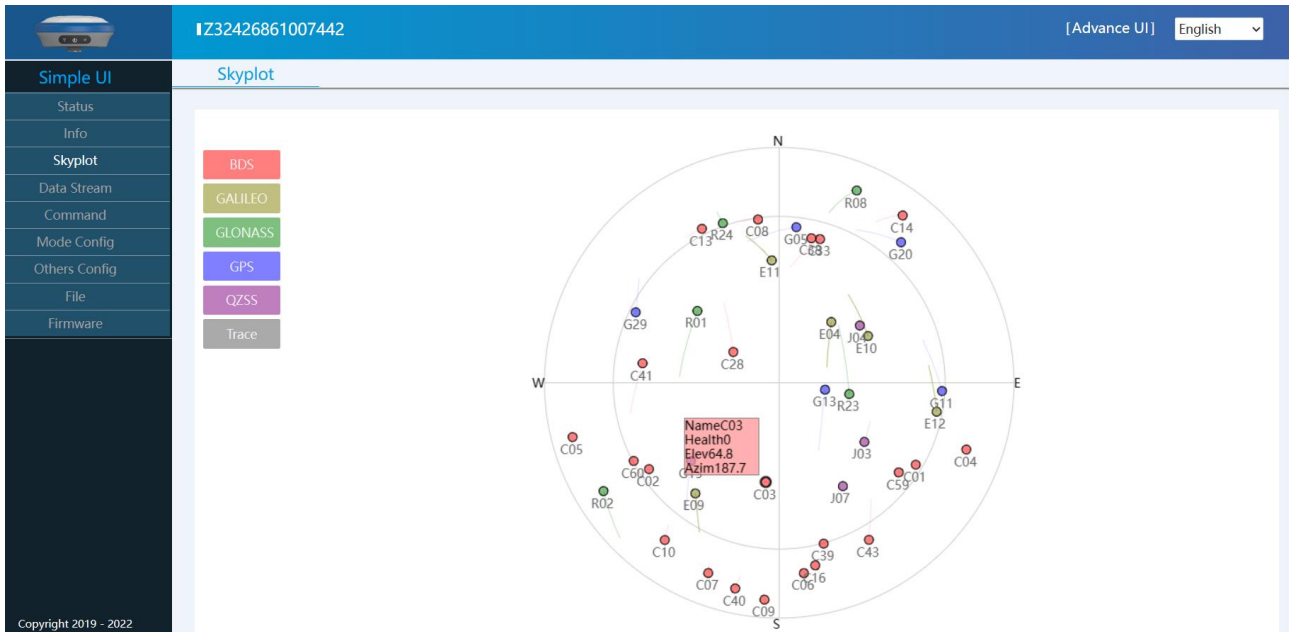 IZ32426861007442
[Advance UI]
English
Simple UI
Status
Info
Skyplot
Data Stream
Command
Mode Config
Others Config
File
Firmware
Copyright 2019 - 2022
Skyplot
BDS
GALILEO
GLONASS
GPS
QZSS
Trace
N
R08
C14
C13
R24
C08
G05
G20
E11
G29
R01
E04
J04
E10
C28
C41
W
E
G13
R23
G11
E12
NameC03
Health0
Elev64.8
Azim187.7
C05
J03
C04
C60
C02
C59
C01
C03
J07
R02
E09
C10
C39
C43
C07
C06
C16
C40
C09
S